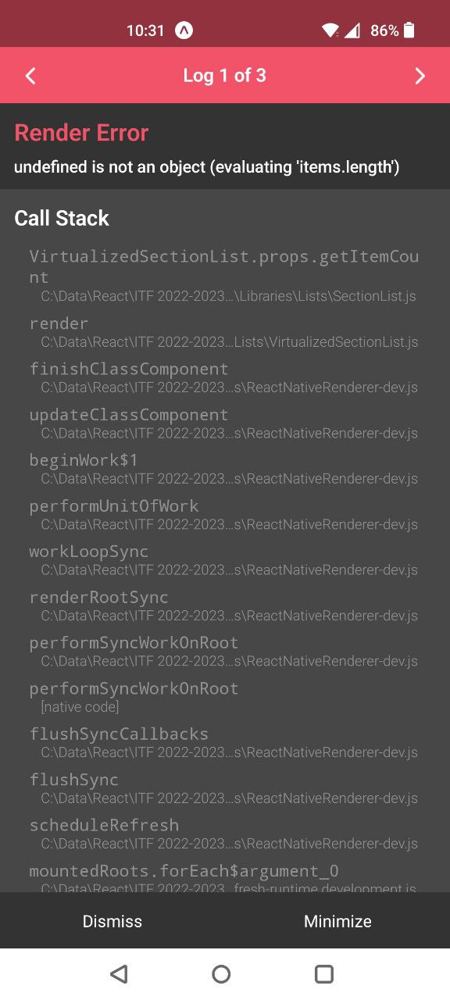 10:31
86%
Log 1 of 3
Render Error
undefined is not an object (evaluating 'items.length')
Call Stack
VirtualizedSectionList.props.getItemCou
nt
C:\Data\React\ITF 2022-2023...\Libraries\Lists\SectionList.js
render
C:\Data\React\ITF 2022-2023...Lists\VirtualizedSectionList.js
finishClassComponent
C:\Data\React\ITF 2022-2023...s\ReactNativeRenderer-dev.js
updateClassComponent
C:\Data\React\ITF 2022-2023...s\ReactNativeRenderer-dev.js
beginWork$1
C:\Data\React\ITF 2022-2023...s\ReactNativeRenderer-dev.js
performUnitOfWork
C:\Data\React\ITF 2022-2023...s\ReactNativeRenderer-dev.js
workLoopSync
C:\Data\React\ITF 2022-2023...s\ReactNativeRenderer-dev.js
renderRootSync
C:\Data\React\ITF 2022-2023...s\ReactNativeRenderer-dev.js
performSyncWorkOnRoot
C:\Data\React\ITF 2022-2023...s\ReactNativeRenderer-dev.js
performSyncWorkOnRoot
[native code]
flushSyncCallbacks
C:\Data\React\ITF 2022-2023...s\ReactNativeRenderer-dev.js
flushSync
C:\Data\React\ITF 2022-2023...s\ReactNativeRenderer-dev.js
scheduleRefresh
C:\Data\React\ITF 2022-2023...s\ReactNativeRenderer-dev.js
mountedRoots.forEach$argument_0
C:\Data\React\ITF 2022-2023...fresh-runtime.development.js
Dismiss
Minimize